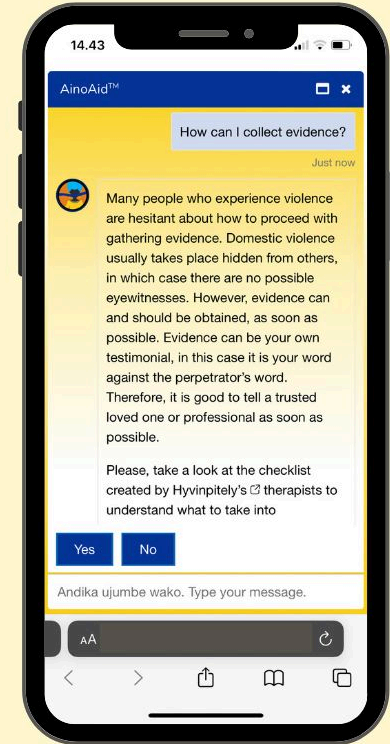 14.43
AinoAid™
How can I collect evidence?
Just now
Many people who experience violence
are hesitant about how to proceed with
gathering evidence. Domestic violence
usually takes place hidden from others,
in which case there are no possible
eyewitnesses. However, evidence can
and should be obtained, as soon as
possible. Evidence can be your own
testimonial, in this case it is your word
against the perpetrator's word.
Therefore, it is good to tell a trusted
loved one or professional as soon as
possible.
Please, take a look at the checklist
created by Hyvinpitely's therapists to
understand what to take into
Yes No
Andika ujumbe wako. Type your message.
AA